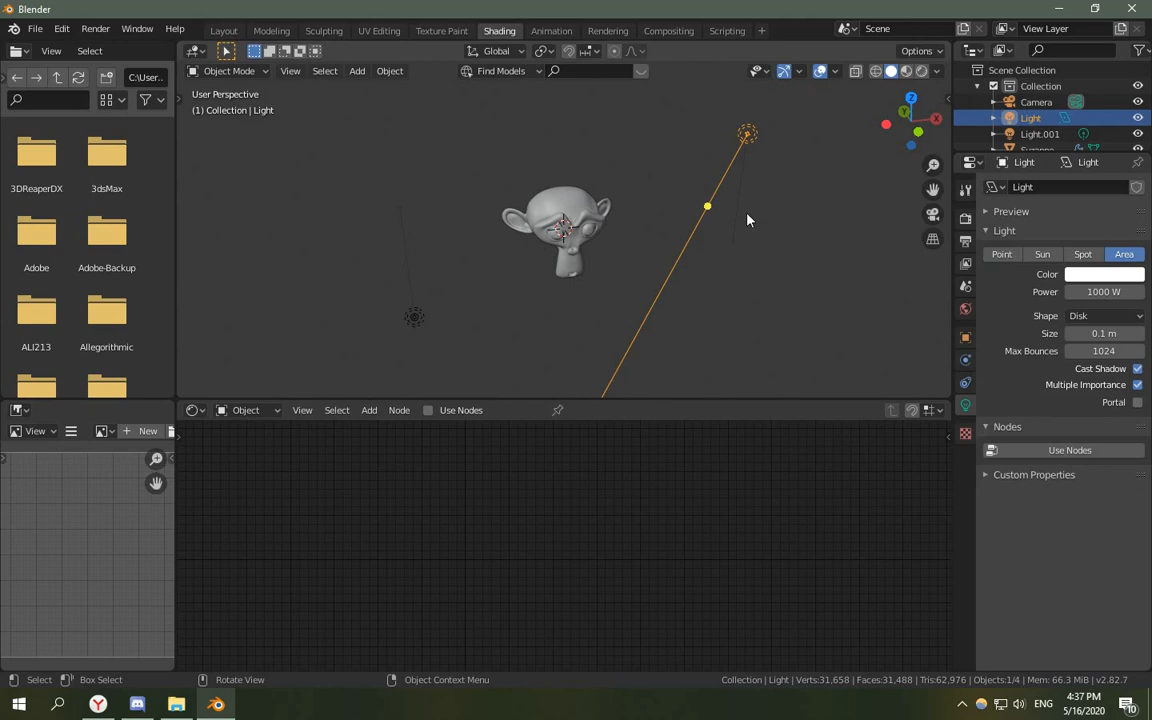 Blender
File Edit Render Window Help Layout Modeling Sculpting UV Editing Texture Paint Shading Animation Rendering Compositing Scripting Scene View Layer
View Select Global Options
C:\User.. Object Mode View Select Add Object Find Models Scene Collection
User Perspective Collection
(1) Collection | Light Camera
Light
Light.001
Suzanne
3DReaperDX 3dsMax Light Light
Light
Preview
Light
Point Sun Spot Area
Adobe Adobe-Backup Color
Power 1000 W
Shape Disk
Size 0.1 m
ALI213 Allegorithmic Max Bounces 1024
Cast Shadow
Multiple Importance
Portal
Object View Select Add Node Use Nodes
View New Nodes
Use Nodes
Custom Properties
Select Box Select Rotate View Object Context Menu Collection | Light | Verts:31,658 | Faces:31,488 | Tris:62,976 | Objects:1/4 | Mem: 66.3 MiB | v2.82.7
ENG 4:37 PM
5/16/2020 10